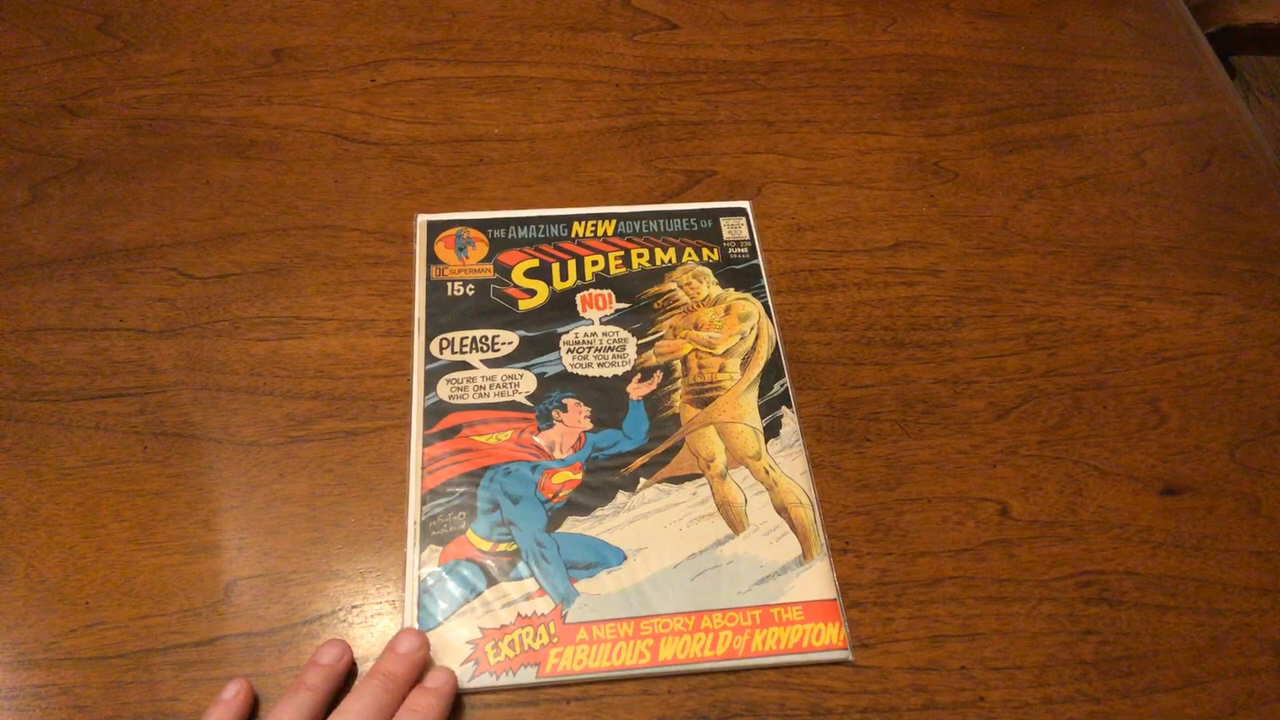 THE AMAZING NEW ADVENTURES OF
SUPERMAN
DC SUPERMAN
15¢
NO. 238
JUNE
NO!
I AM NOT
HUMAN! I CARE
NOTHING
FOR YOU AND
YOUR WORLD!
PLEASE--
YOU'RE THE ONLY
ONE ON EARTH
WHO CAN HELP--
EXTRA!
A NEW STORY ABOUT THE
FABULOUS WORLD of KRYPTON!